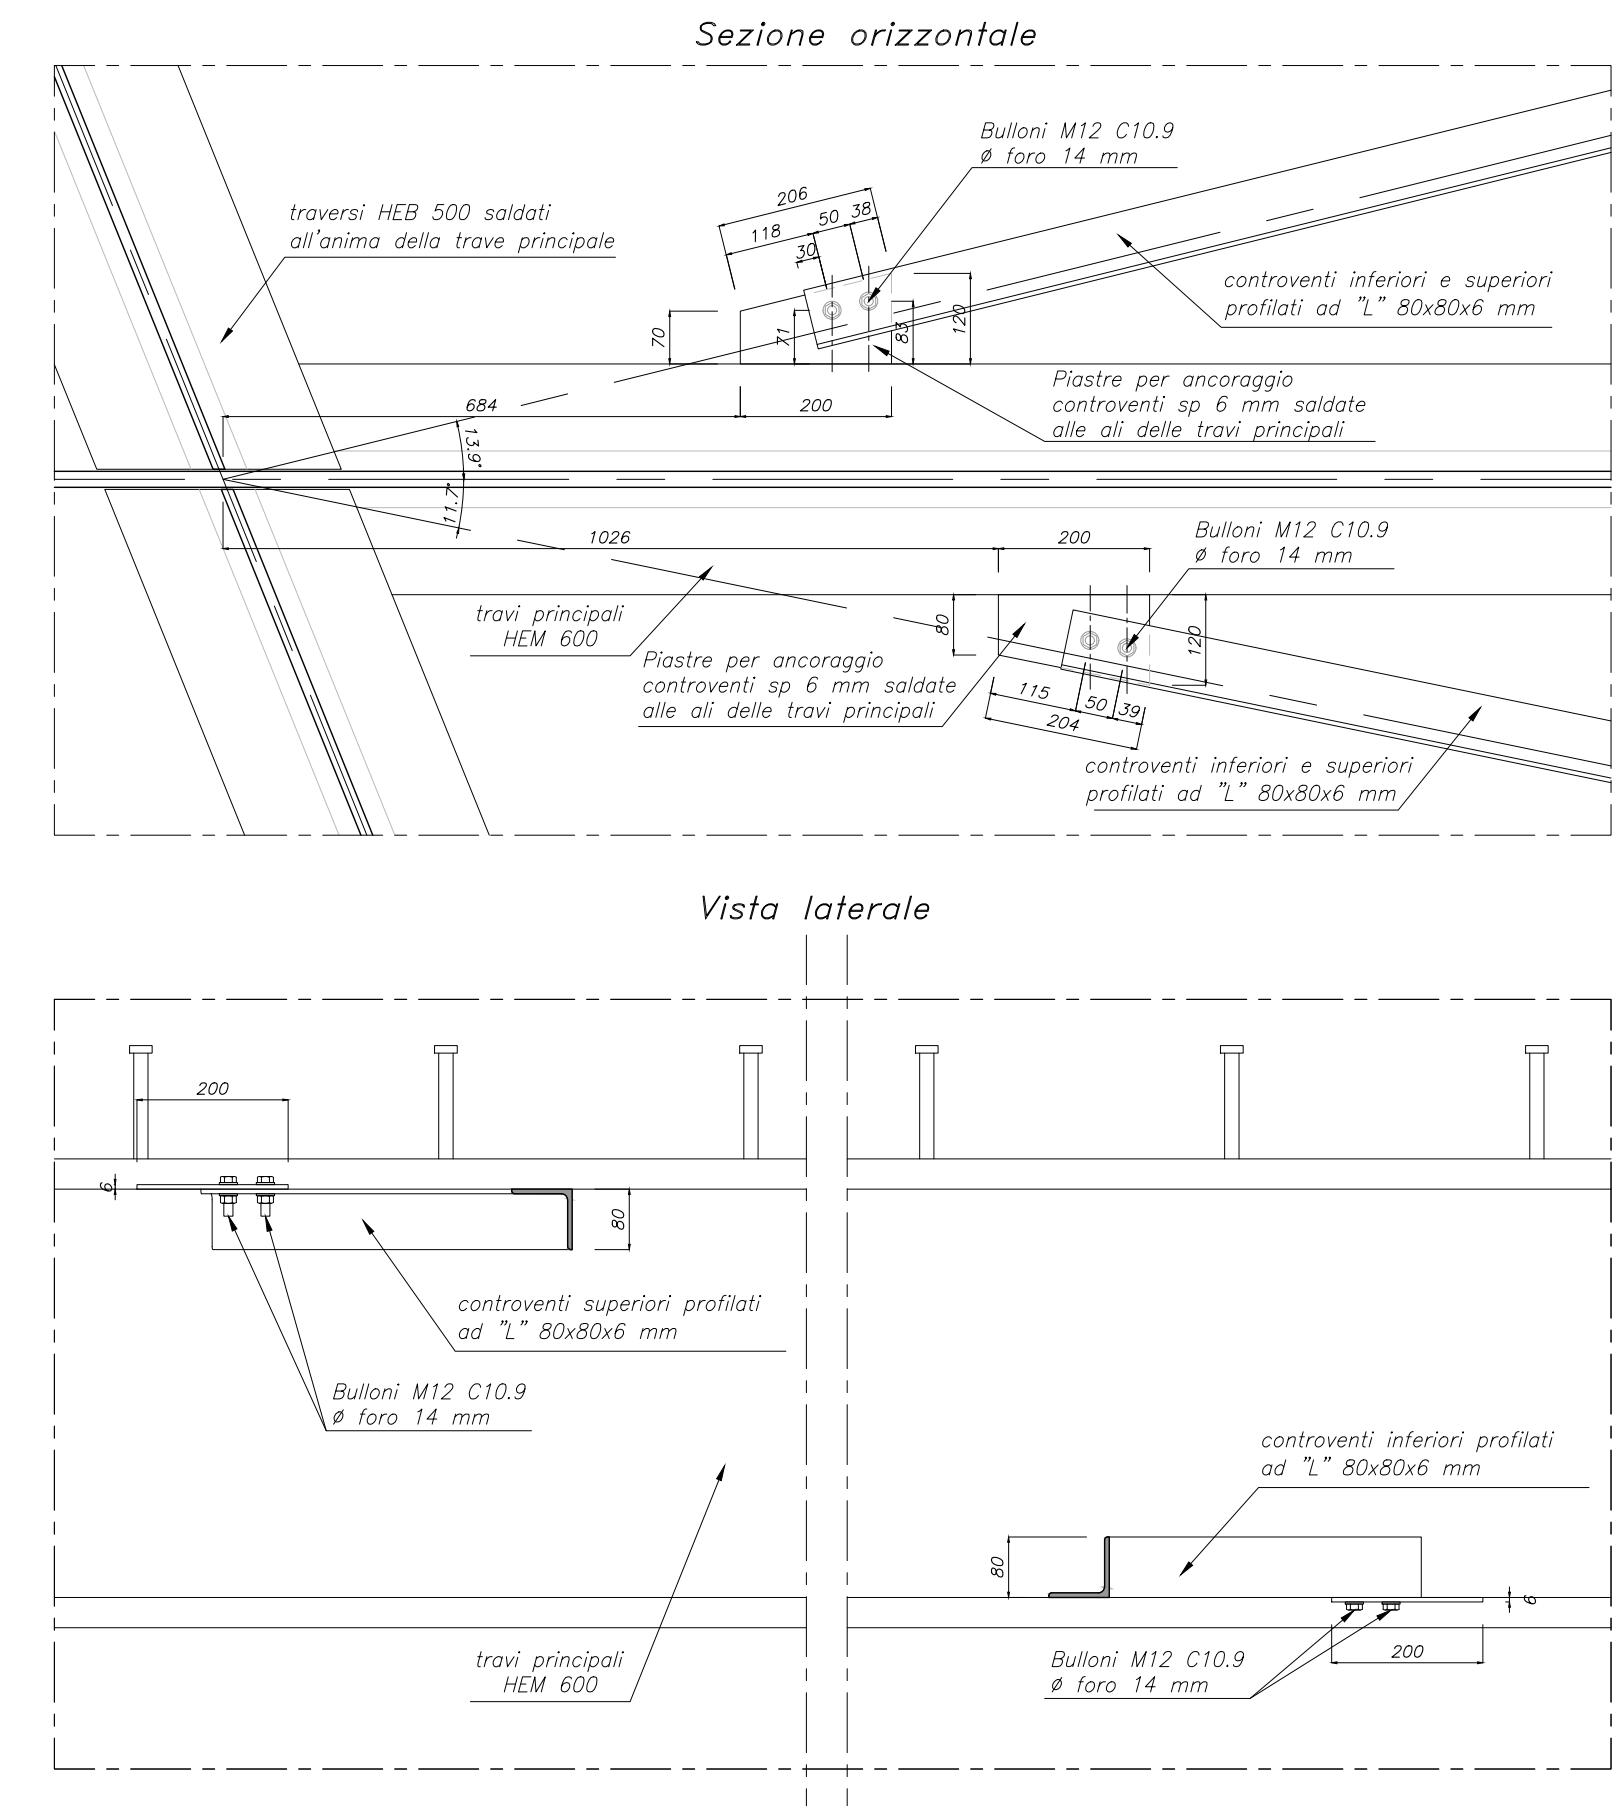 Sezione orizzontale
Bulloni M12 C10.9
ø foro 14 mm
206
50
38
118
30
traversi HEB 500 saldati
all'anima della trave principale
controventi inferiori e superiori
profilati ad "L" 80x80x6 mm
70
71
83
120
Piastre per ancoraggio
controventi sp 6 mm saldate
alle ali delle travi principali
684
200
13.9°
11.7°
1026
200
Bulloni M12 C10.9
ø foro 14 mm
travi principali
HEM 600
80
120
Piastre per ancoraggio
controventi sp 6 mm saldate
alle ali delle travi principali
115
50
39
204
controventi inferiori e superiori
profilati ad "L" 80x80x6 mm
Vista laterale
200
6
80
controventi superiori profilati
ad "L" 80x80x6 mm
Bulloni M12 C10.9
ø foro 14 mm
controventi inferiori profilati
ad "L" 80x80x6 mm
80
6
travi principali
HEM 600
Bulloni M12 C10.9
ø foro 14 mm
200